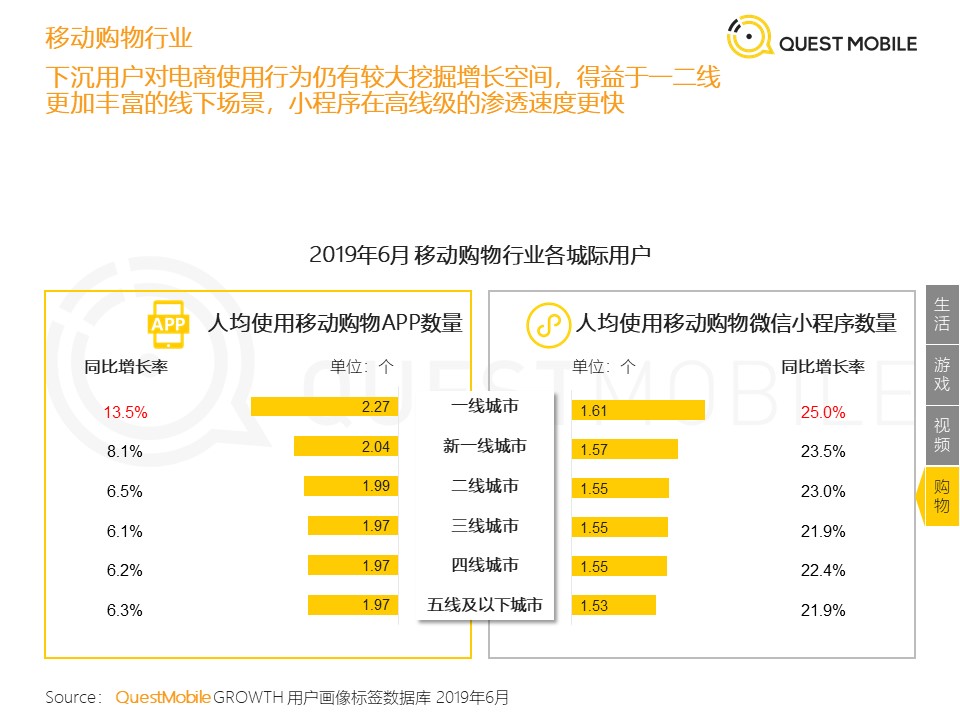 移动购物行业
QUEST MOBILE
下沉用户对电商使用行为仍有较大挖掘增长空间，得益于一二线
更加丰富的线下场景，小程序在高线级的渗透速度更快
2019年6月 移动购物行业各城际用户
APP 人均使用移动购物APP数量
同比增长率 单位：个
人均使用移动购物微信小程序数量
单位：个 同比增长率
QUEST MOBILE
13.5% 2.27 一线城市 1.61 25.0%
8.1% 2.04 新一线城市 1.57 23.5%
6.5% 1.99 二线城市 1.55 23.0%
6.1% 1.97 三线城市 1.55 21.9%
6.2% 1.97 四线城市 1.55 22.4%
6.3% 1.97 五线及以下城市 1.53 21.9%
生活
游戏
视频
购物
Source： QuestMobile GROWTH 用户画像标签数据库 2019年6月